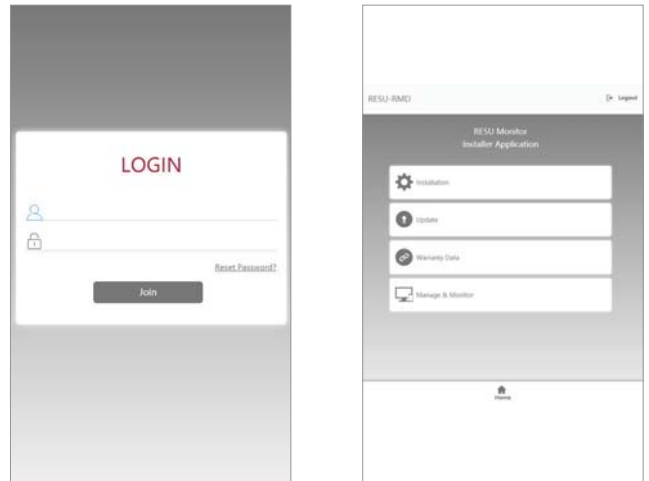 LOGIN
Reset Password?
Join
RESU-RMD
Logout
RESU Monitor
Installer Application
Installation
Update
Warranty Data
Manage & Monitor
Home